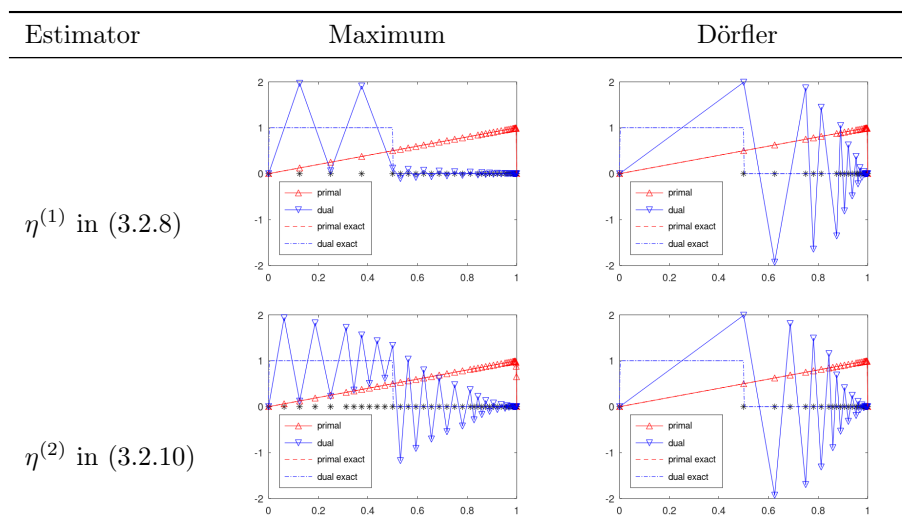 Estimator Maximum Dörfler
2 2
1 1
0 0
-1 -1
-2 -2
0 0.2 0.4 0.6 0.8 1 0 0.2 0.4 0.6 0.8 1
primal primal
dual dual
primal exact primal exact
dual exact dual exact
η(1) in (3.2.8)
2 2
1 1
0 0
-1 -1
-2 -2
0 0.2 0.4 0.6 0.8 1 0 0.2 0.4 0.6 0.8 1
primal primal
dual dual
primal exact primal exact
dual exact dual exact
η(2) in (3.2.10)